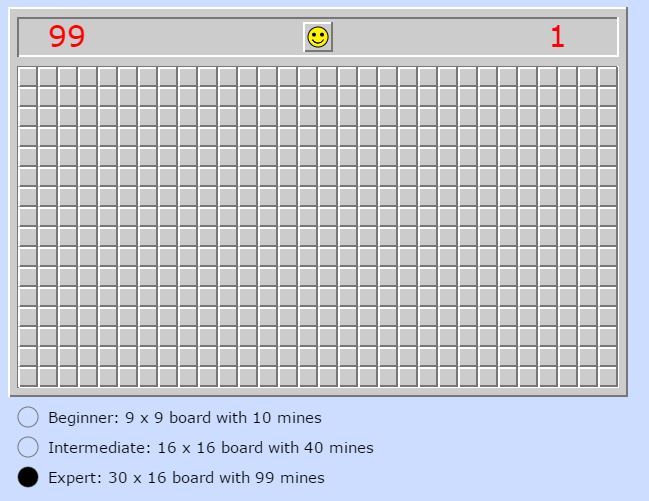 99 1
Beginner: 9 x 9 board with 10 mines
Intermediate: 16 x 16 board with 40 mines
Expert: 30 x 16 board with 99 mines